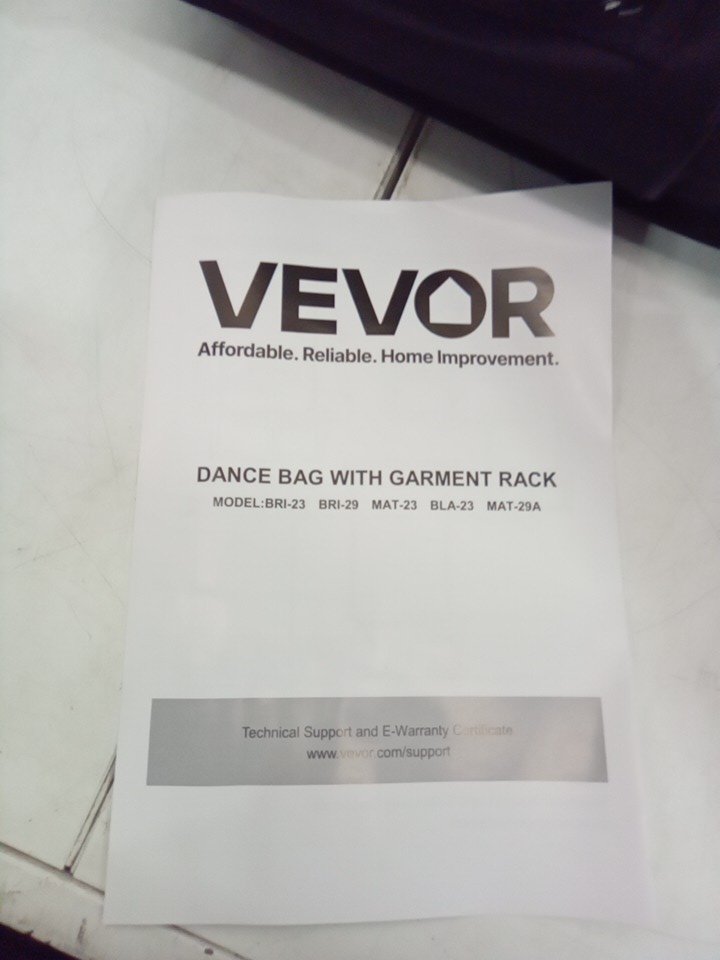 VEVOR
Affordable. Reliable. Home Improvement.
DANCE BAG WITH GARMENT RACK
MODEL:BRI-23 BRI-29 MAT-23 BLA-23 MAT-29A
Technical Support and E-Warranty Certificate
www.vevor.com/support